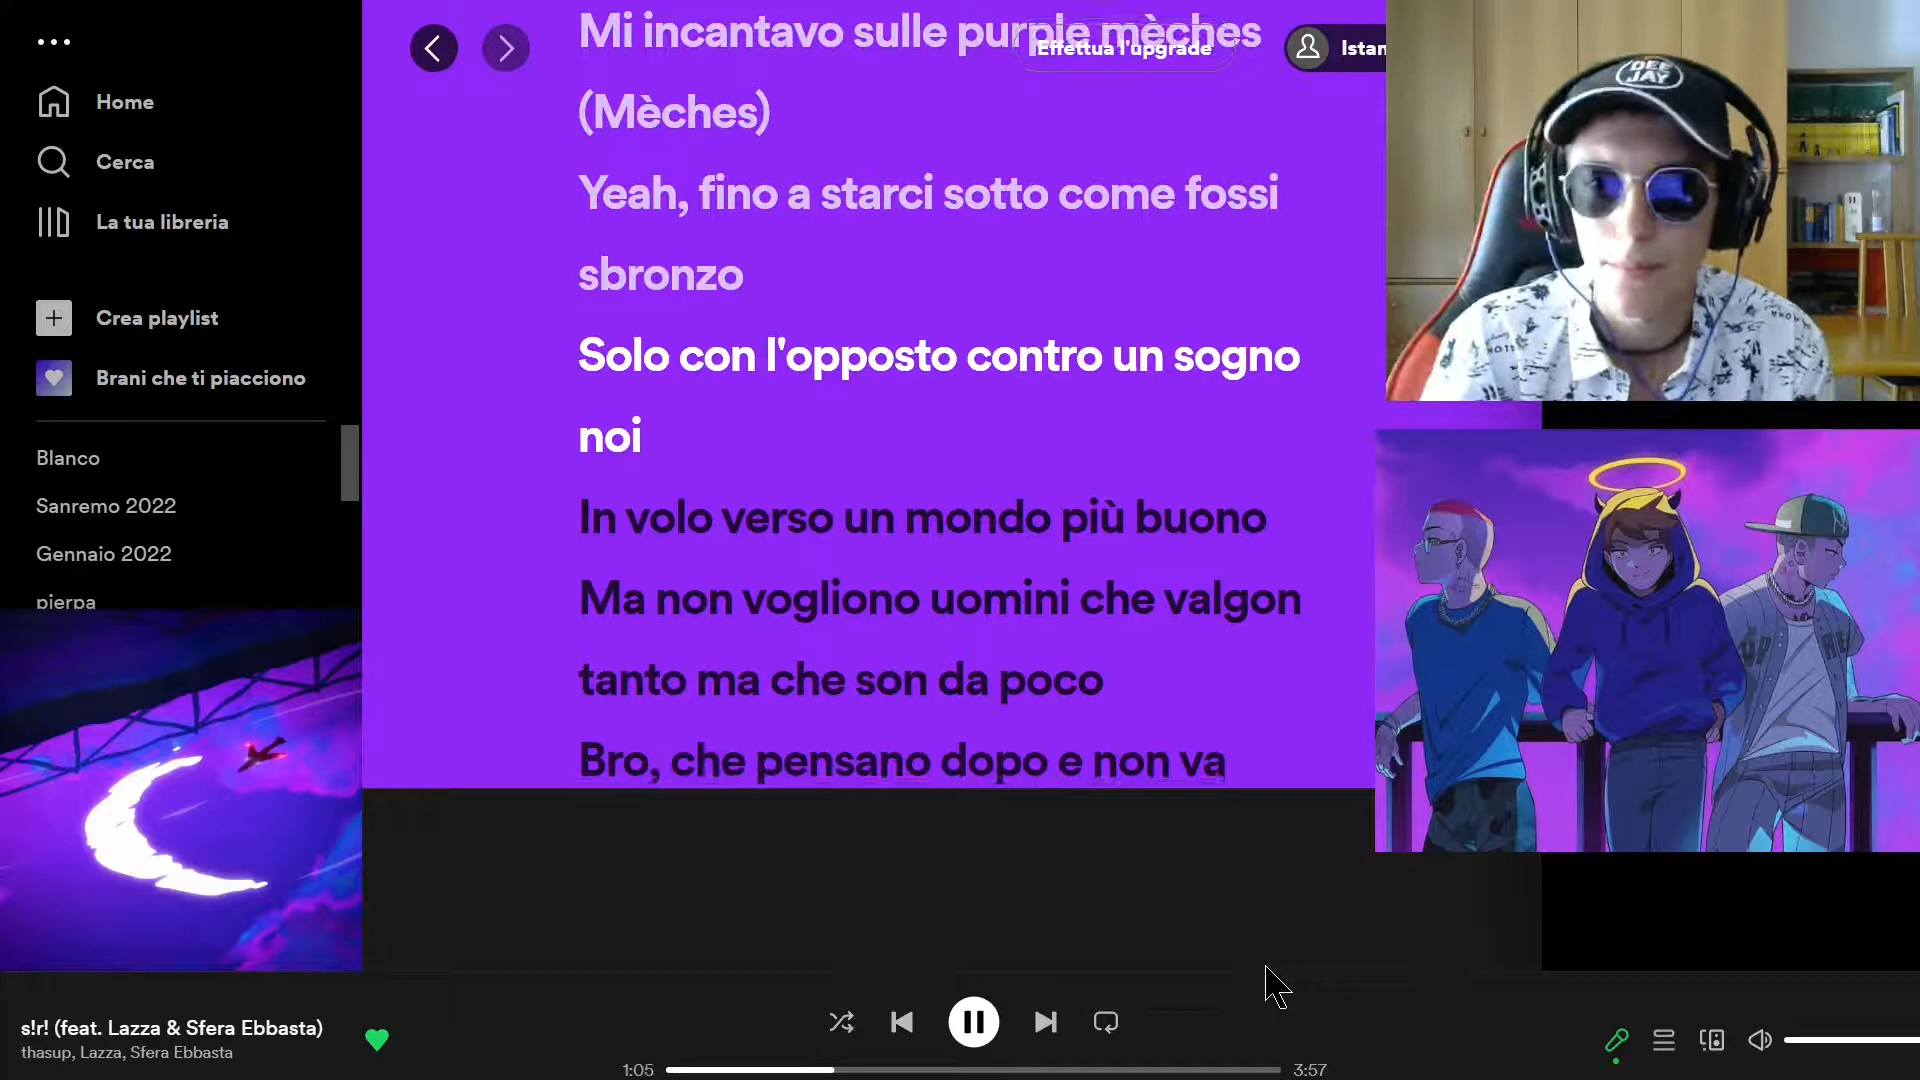 Mi incantavo sulle purple mèches
Effettua l'upgrade
Istan
(Mèches)
Yeah, fino a starci sotto come fossi
sbronzo
Solo con l'opposto contro un sogno
noi
In volo verso un mondo più buono
Ma non vogliono uomini che valgon
tanto ma che son da poco
Bro, che pensano dopo e non va
Home
Cerca
La tua libreria
Crea playlist
Brani che ti piacciono
Blanco
Sanremo 2022
Gennaio 2022
pierpa
DEE
JAY
s!r! (feat. Lazza & Sfera Ebbasta)
thasup, Lazza, Sfera Ebbasta
1:05
3:57